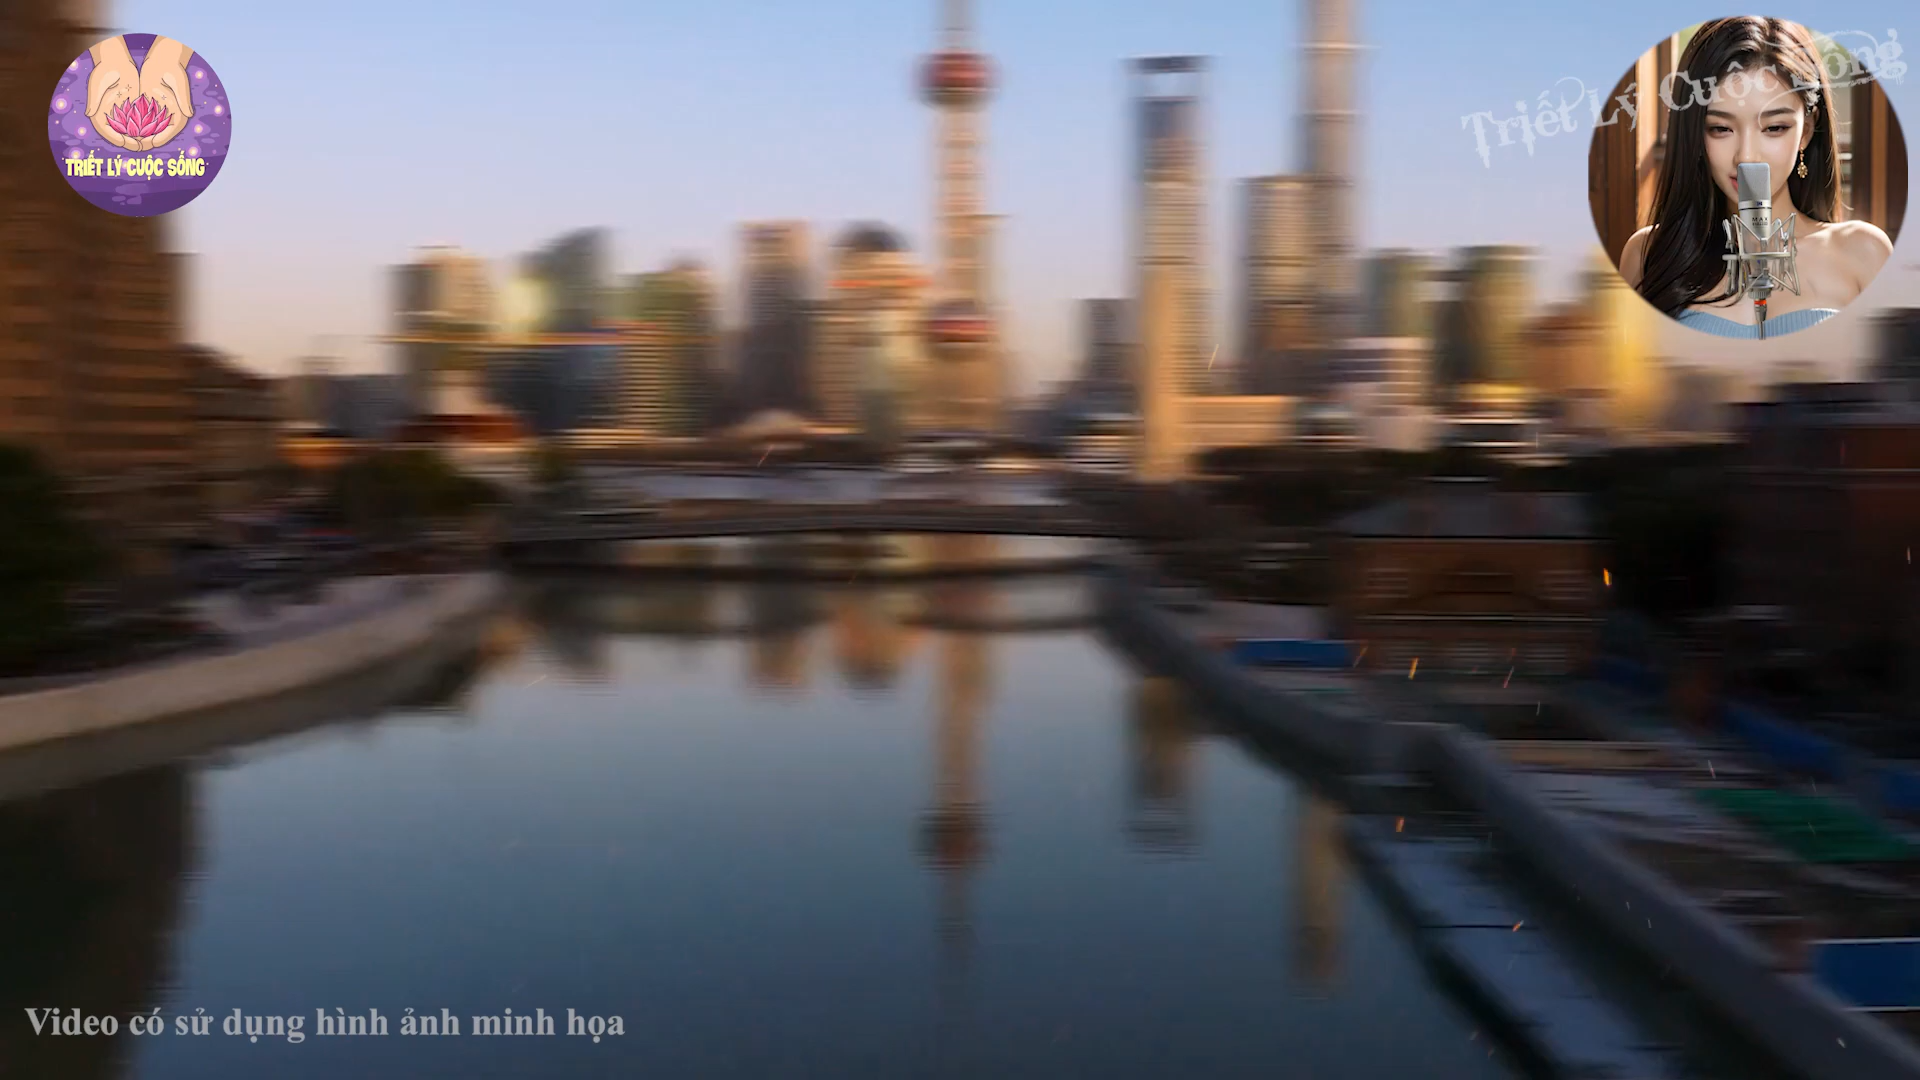 TRIẾT LÝ CUỘC SỐNG
Triết Lý Cuộc Sống
Video có sử dụng hình ảnh minh họa